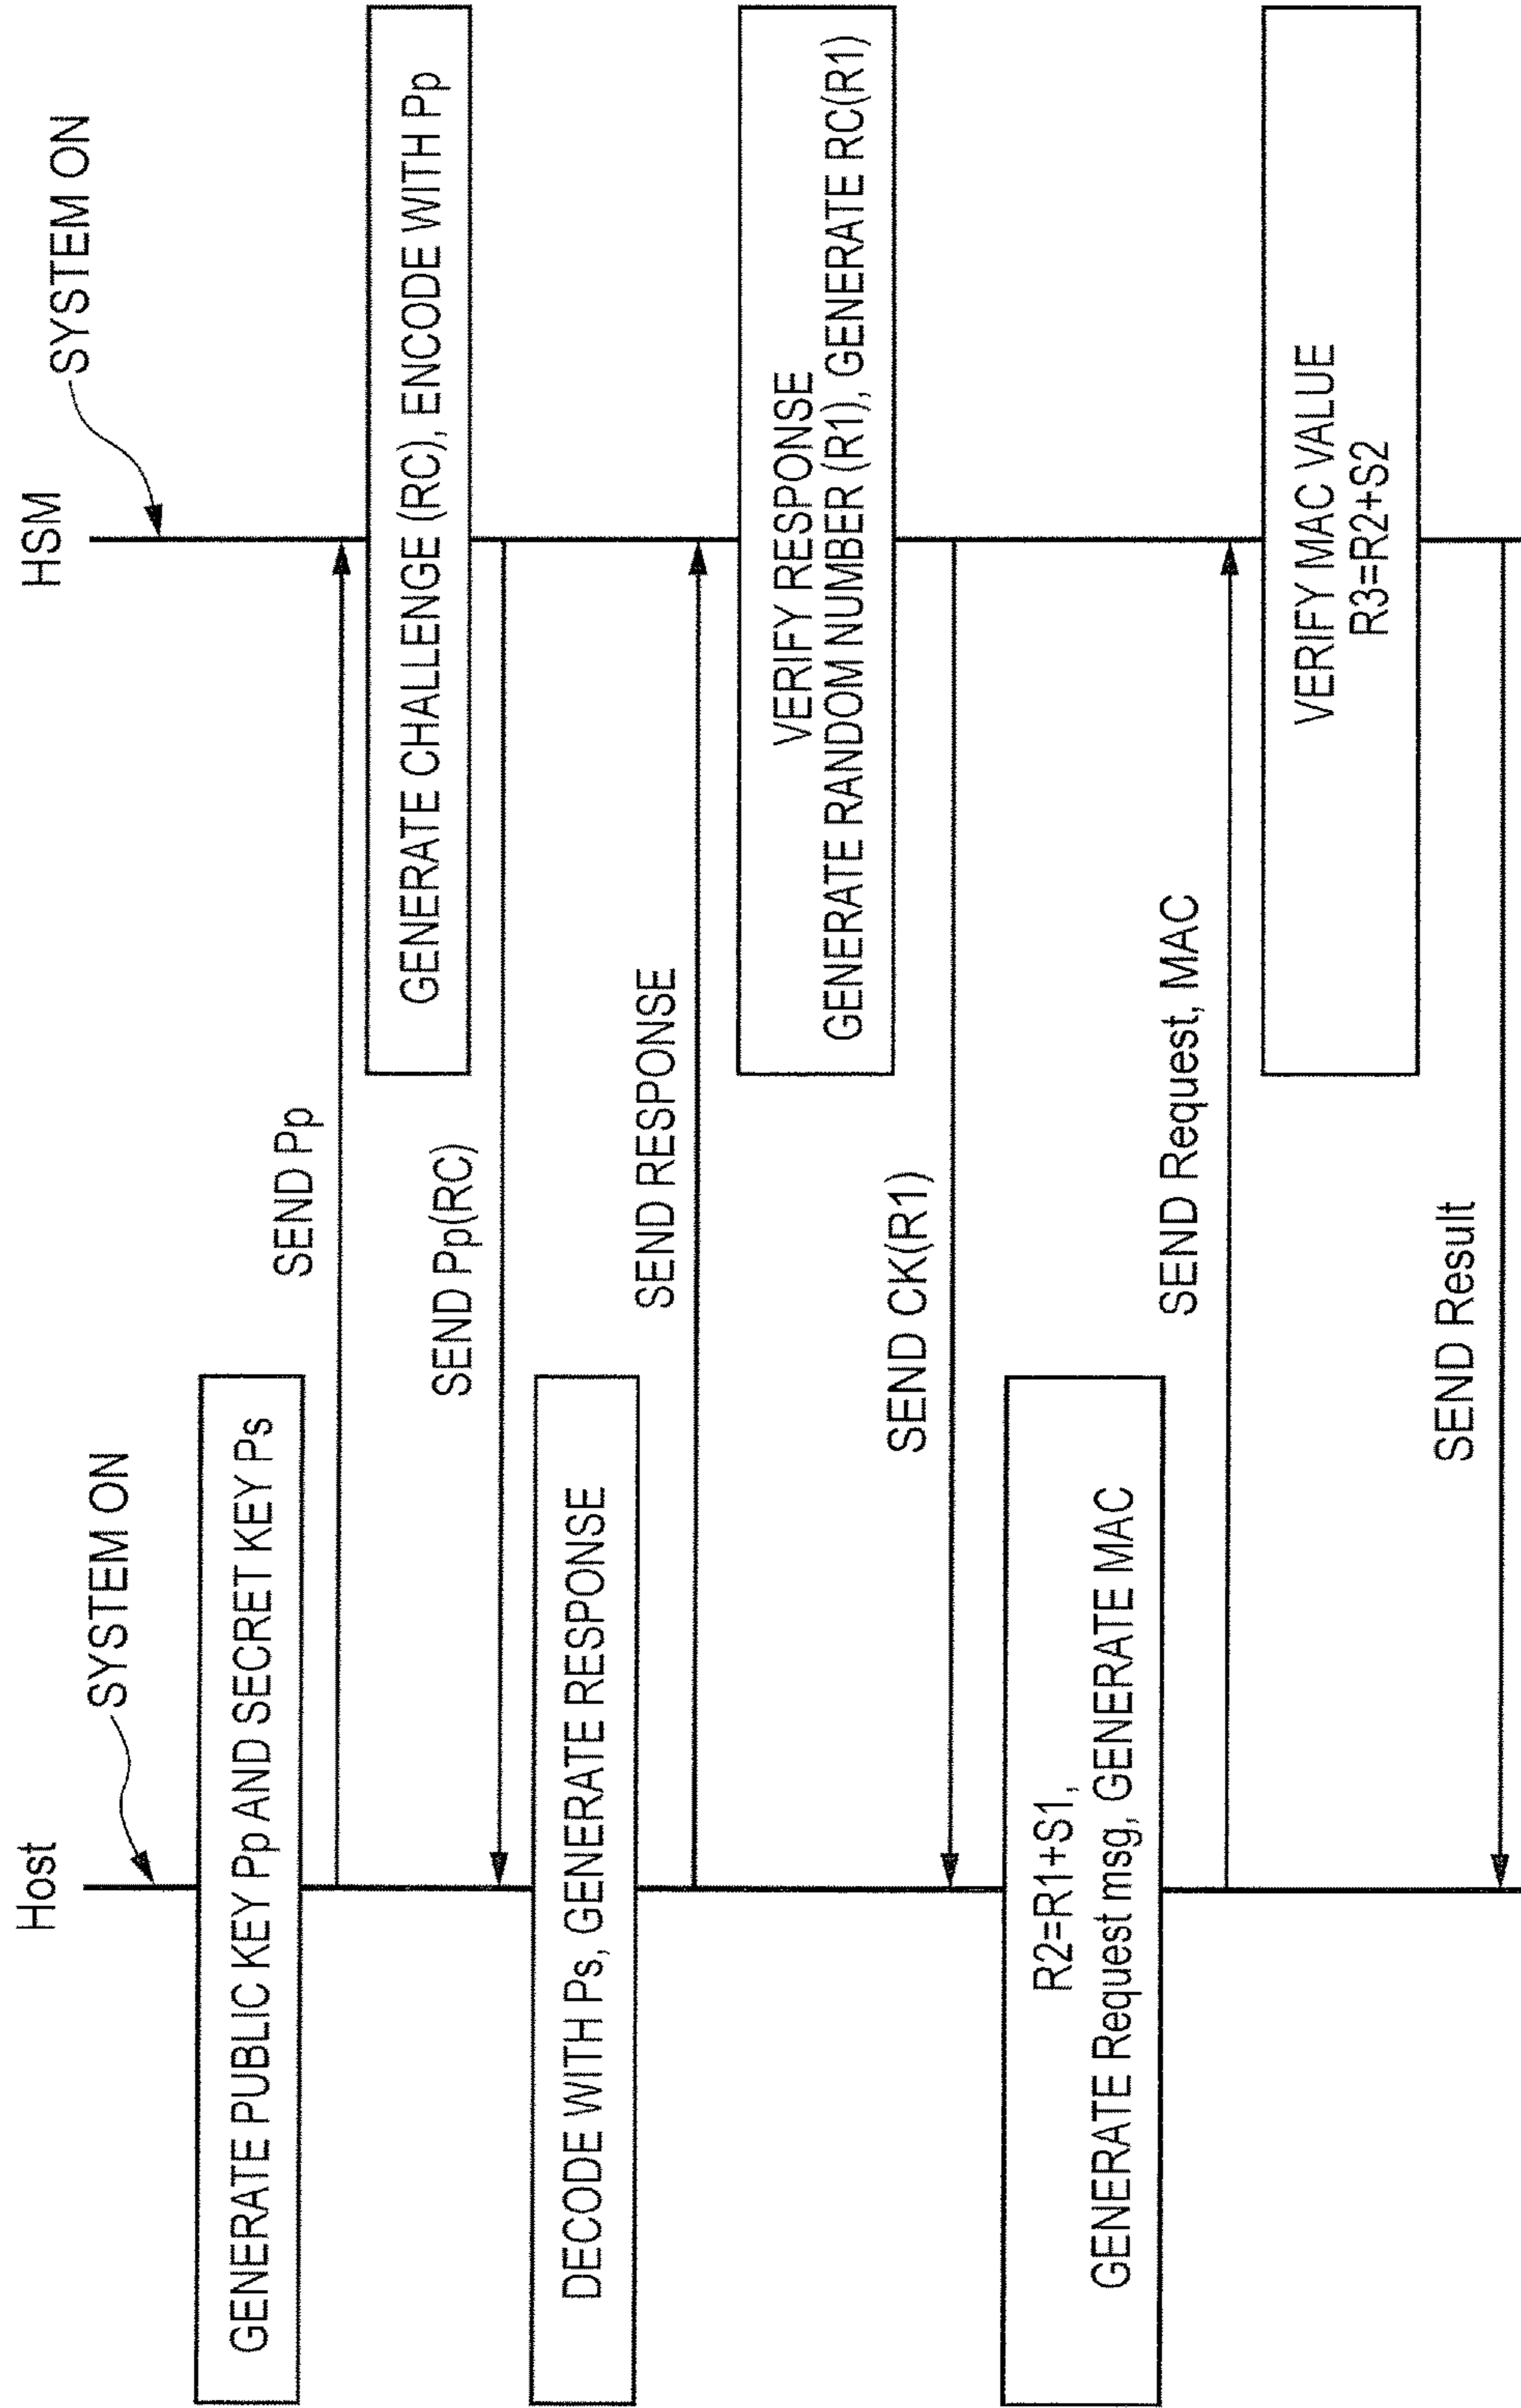 Host
HSM
SYSTEM ON
SYSTEM ON
GENERATE PUBLIC KEY Pp AND SECRET KEY Ps
SEND Pp
GENERATE CHALLENGE (RC), ENCODE WITH Pp
SEND Pp(RC)
DECODE WITH Ps, GENERATE RESPONSE
SEND RESPONSE
VERIFY RESPONSE
GENERATE RANDOM NUMBER (R1), GENERATE RC(R1)
SEND CK(R1)
R2=R1+S1,
GENERATE Request msg, GENERATE MAC
SEND Request, MAC
VERIFY MAC VALUE
R3=R2+S2
SEND Result